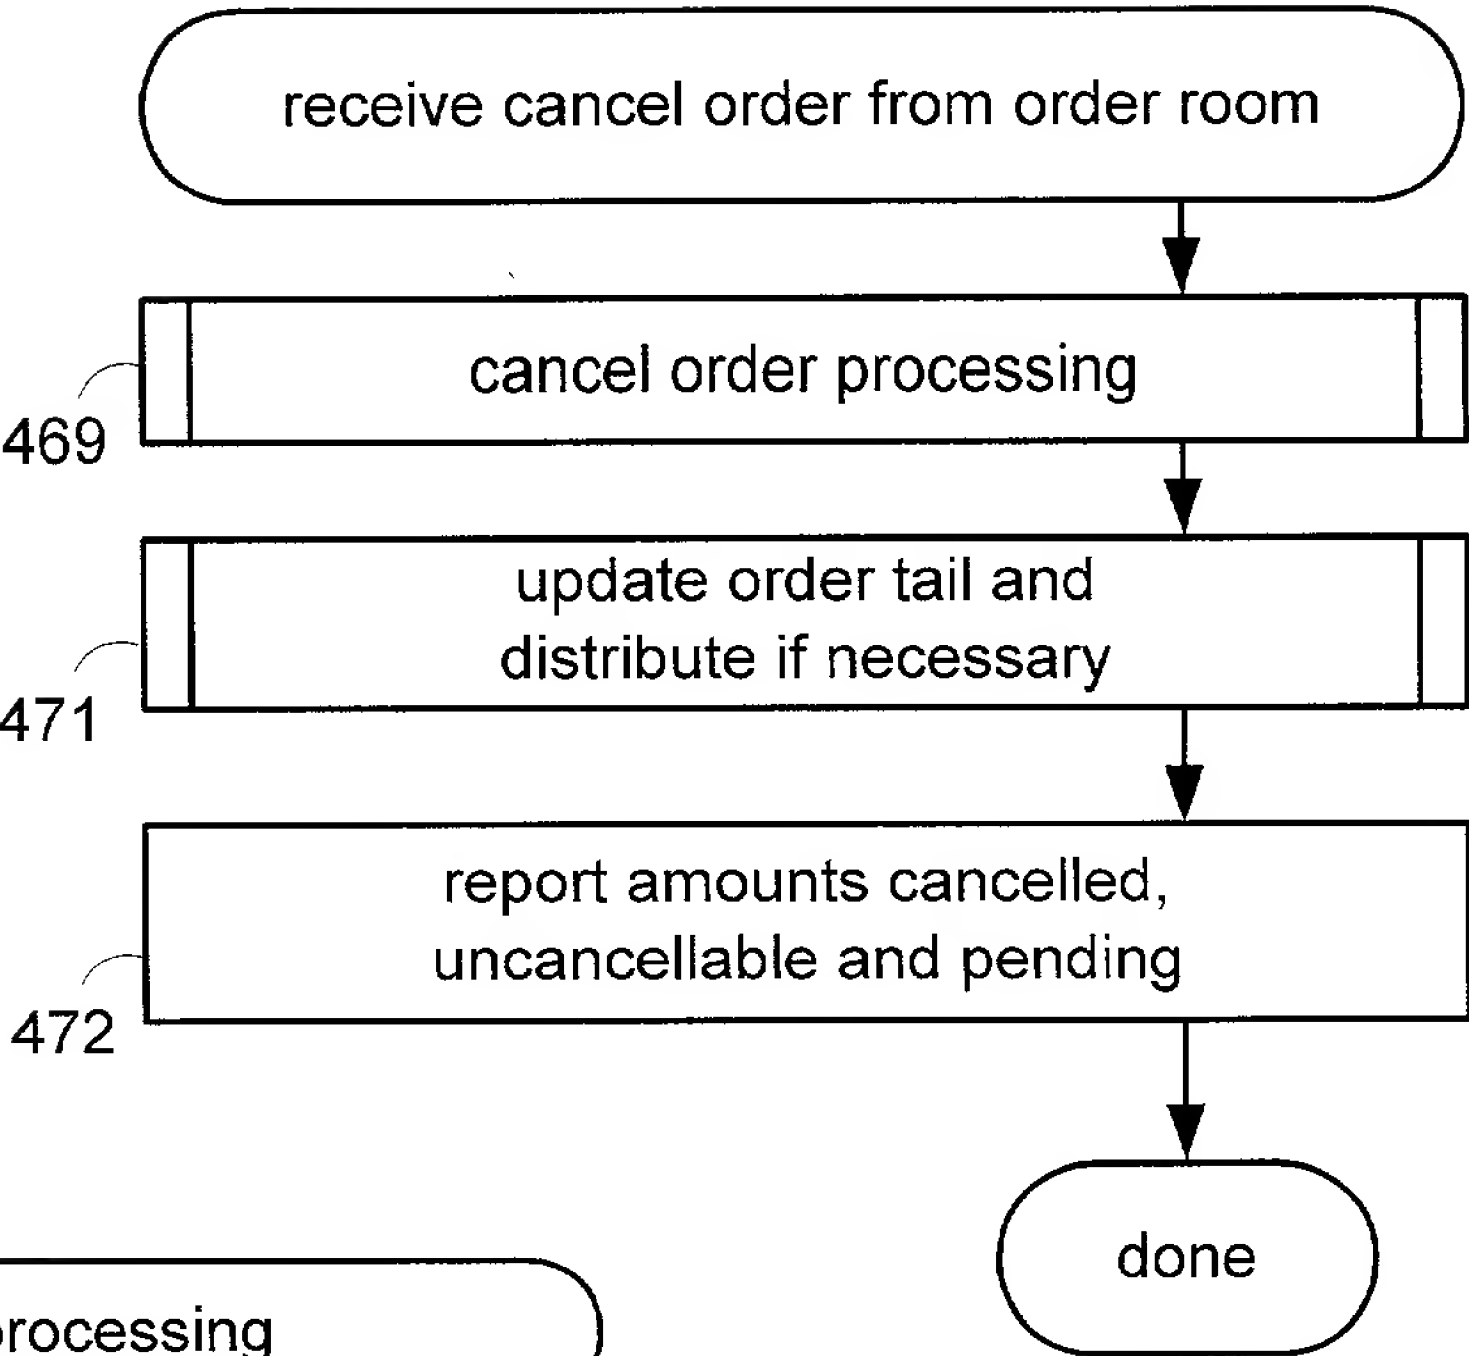 receive cancel order from order room
cancel order processing
469
update order tail and
distribute if necessary
471
report amounts cancelled,
uncancellable and pending
472
done
processing